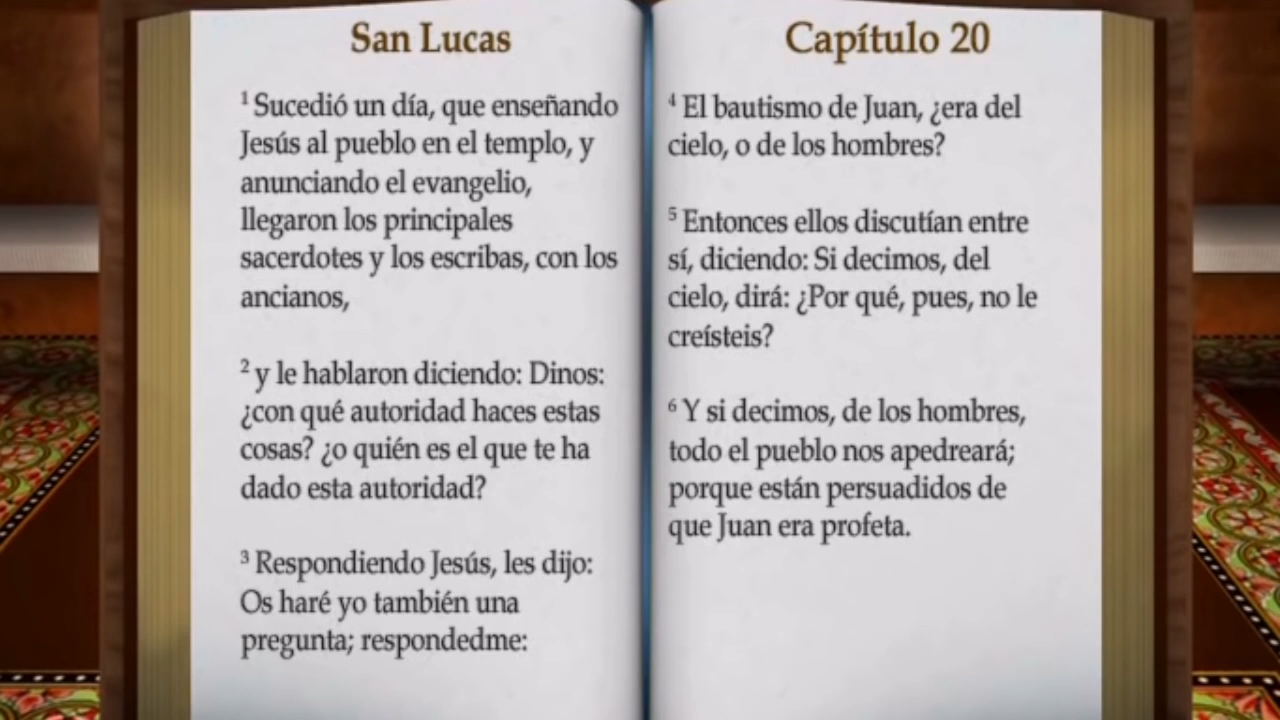 San Lucas
¹ Sucedió un día, que enseñando
Jesús al pueblo en el templo, y
anunciando el evangelio,
llegaron los principales
sacerdotes y los escribas, con los
ancianos,
² y le hablaron diciendo: Dinos:
¿con qué autoridad haces estas
cosas? ¿o quién es el que te ha
dado esta autoridad?
³ Respondiendo Jesús, les dijo:
Os haré yo también una
pregunta; respondedme:
Capítulo 20
⁴ El bautismo de Juan, ¿era del
cielo, o de los hombres?
⁵ Entonces ellos discutían entre
sí, diciendo: Si decimos, del
cielo, dirá: ¿Por qué, pues, no le
creísteis?
⁶ Y si decimos, de los hombres,
todo el pueblo nos apedreará;
porque están persuadidos de
que Juan era profeta.